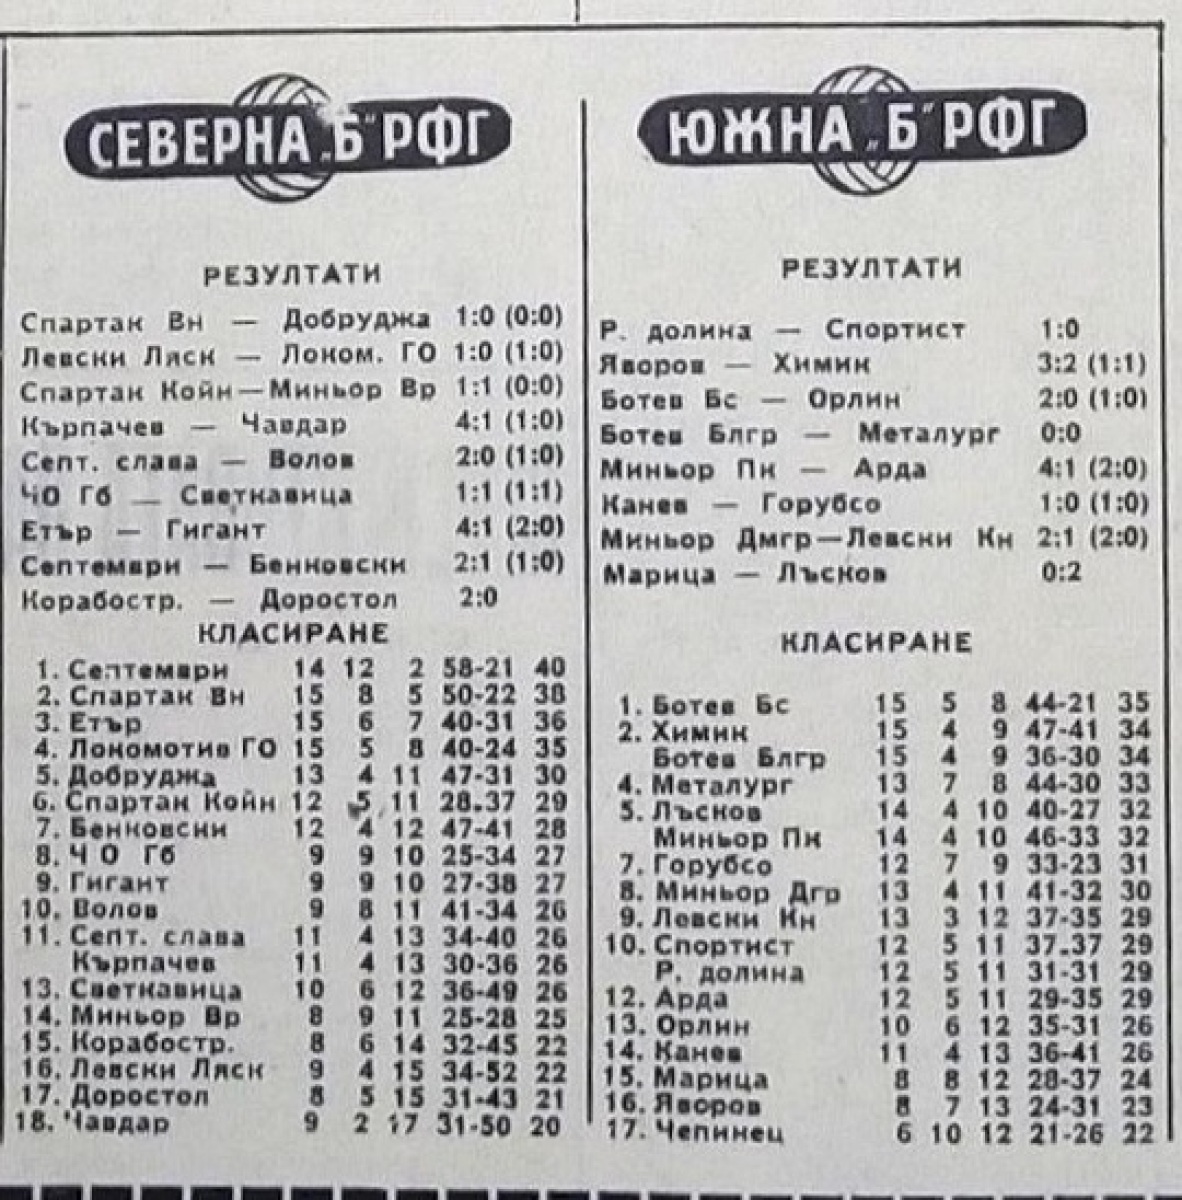 СЕВЕРНА „Б“ РФГ
РЕЗУЛТАТИ
Спартак Вн — Добруджа 1:0 (0:0)
Левски Ляск — Локом. ГО 1:0 (1:0)
Спартак Койн—Миньор Вр 1:1 (0:0)
Кърпачев — Чавдар 4:1 (1:0)
Септ. слава — Волов 2:0 (1:0)
ЧО Гб — Светкавица 1:1 (1:1)
Етър — Гигант 4:1 (2:0)
Септември — Бенковски 2:1 (1:0)
Корабостр. — Доростол 2:0
КЛАСИРАНЕ
1. Септември 14 12 2 58-21 40
2. Спартак Вн 15 8 5 50-22 38
3. Етър 15 6 7 40-31 36
4. Локомотив ГО 15 5 8 40-24 35
5. Добруджа 13 4 11 47-31 30
6. Спартак Койн 12 5 11 28-37 29
7. Бенковски 12 4 12 47-41 28
8. Ч О Гб 9 9 10 25-34 27
9. Гигант 9 9 10 27-38 27
10. Волов 9 8 11 41-34 26
11. Септ. слава 11 4 13 34-40 26
Кърпачев 11 4 13 30-36 26
13. Светкавица 10 6 12 36-49 26
14. Миньор Вр 8 9 11 25-28 25
15. Корабостр. 8 6 14 32-45 22
16. Левски Ляск 9 4 15 34-52 22
17. Доростол 8 5 15 31-43 21
18. Чавдар 9 2 17 31-50 20
ЮЖНА „Б“ РФГ
РЕЗУЛТАТИ
Р. долина — Спортист 1:0
Яворов — Химик 3:2 (1:1)
Ботев Бс — Орлин 2:0 (1:0)
Ботев Блгр — Металург 0:0
Миньор Пк — Арда 4:1 (2:0)
Канев — Горубсо 1:0 (1:0)
Миньор Дмгр—Левски Кн 2:1 (2:0)
Марица — Лъсков 0:2
КЛАСИРАНЕ
1. Ботев Бс 15 5 8 44-21 35
2. Химик 15 4 9 47-41 34
Ботев Блгр 15 4 9 36-30 34
4. Металург 13 7 8 44-30 33
5. Лъсков 14 4 10 40-27 32
Миньор Пк 14 4 10 46-33 32
7. Горубсо 12 7 9 33-23 31
8. Миньор Дгр 13 4 11 41-32 30
9. Левски Кн 13 3 12 37-35 29
10. Спортист 12 5 11 37-37 29
Р. долина 12 5 11 31-31 29
12. Арда 12 5 11 29-35 29
13. Орлин 10 6 12 35-31 26
14. Канев 11 4 13 36-41 26
15. Марица 8 8 12 28-37 24
16. Яворов 8 7 13 24-31 23
17. Чепинец 6 10 12 21-26 22